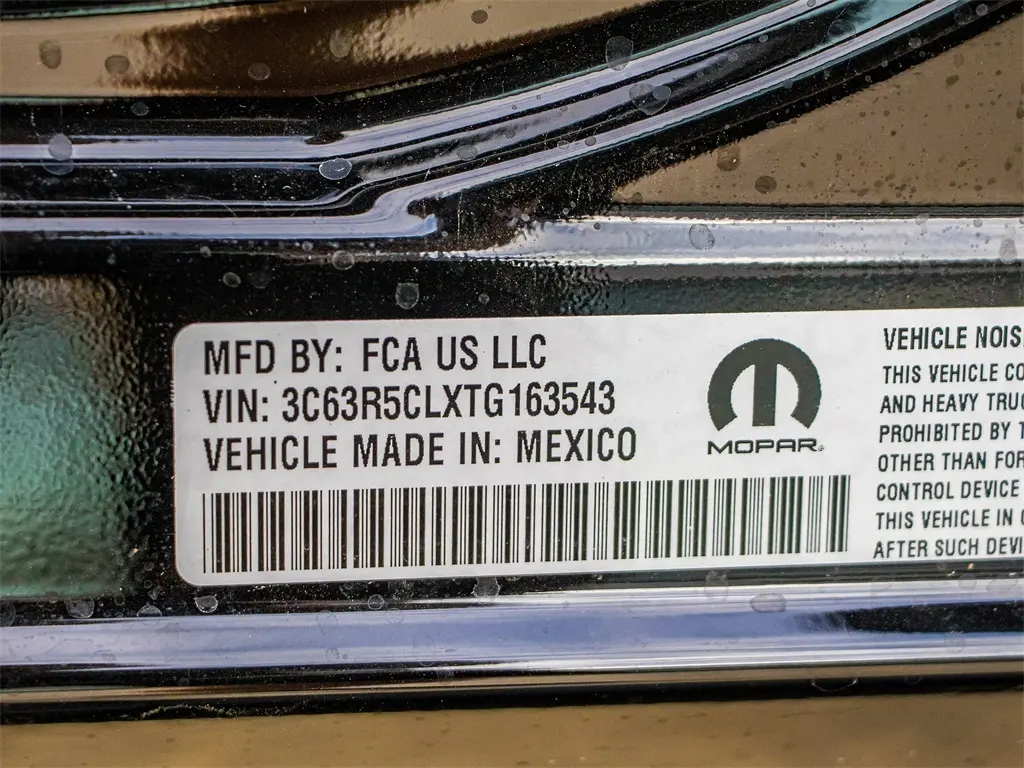 MFD BY: FCA US LLC
VIN: 3C63R5CLXTG163543
VEHICLE MADE IN: MEXICO
MOPAR®
VEHICLE NOIS
THIS VEHICLE CO
AND HEAVY TRUC
PROHIBITED BY T
OTHER THAN FOR
CONTROL DEVICE
THIS VEHICLE IN
AFTER SUCH DEVI